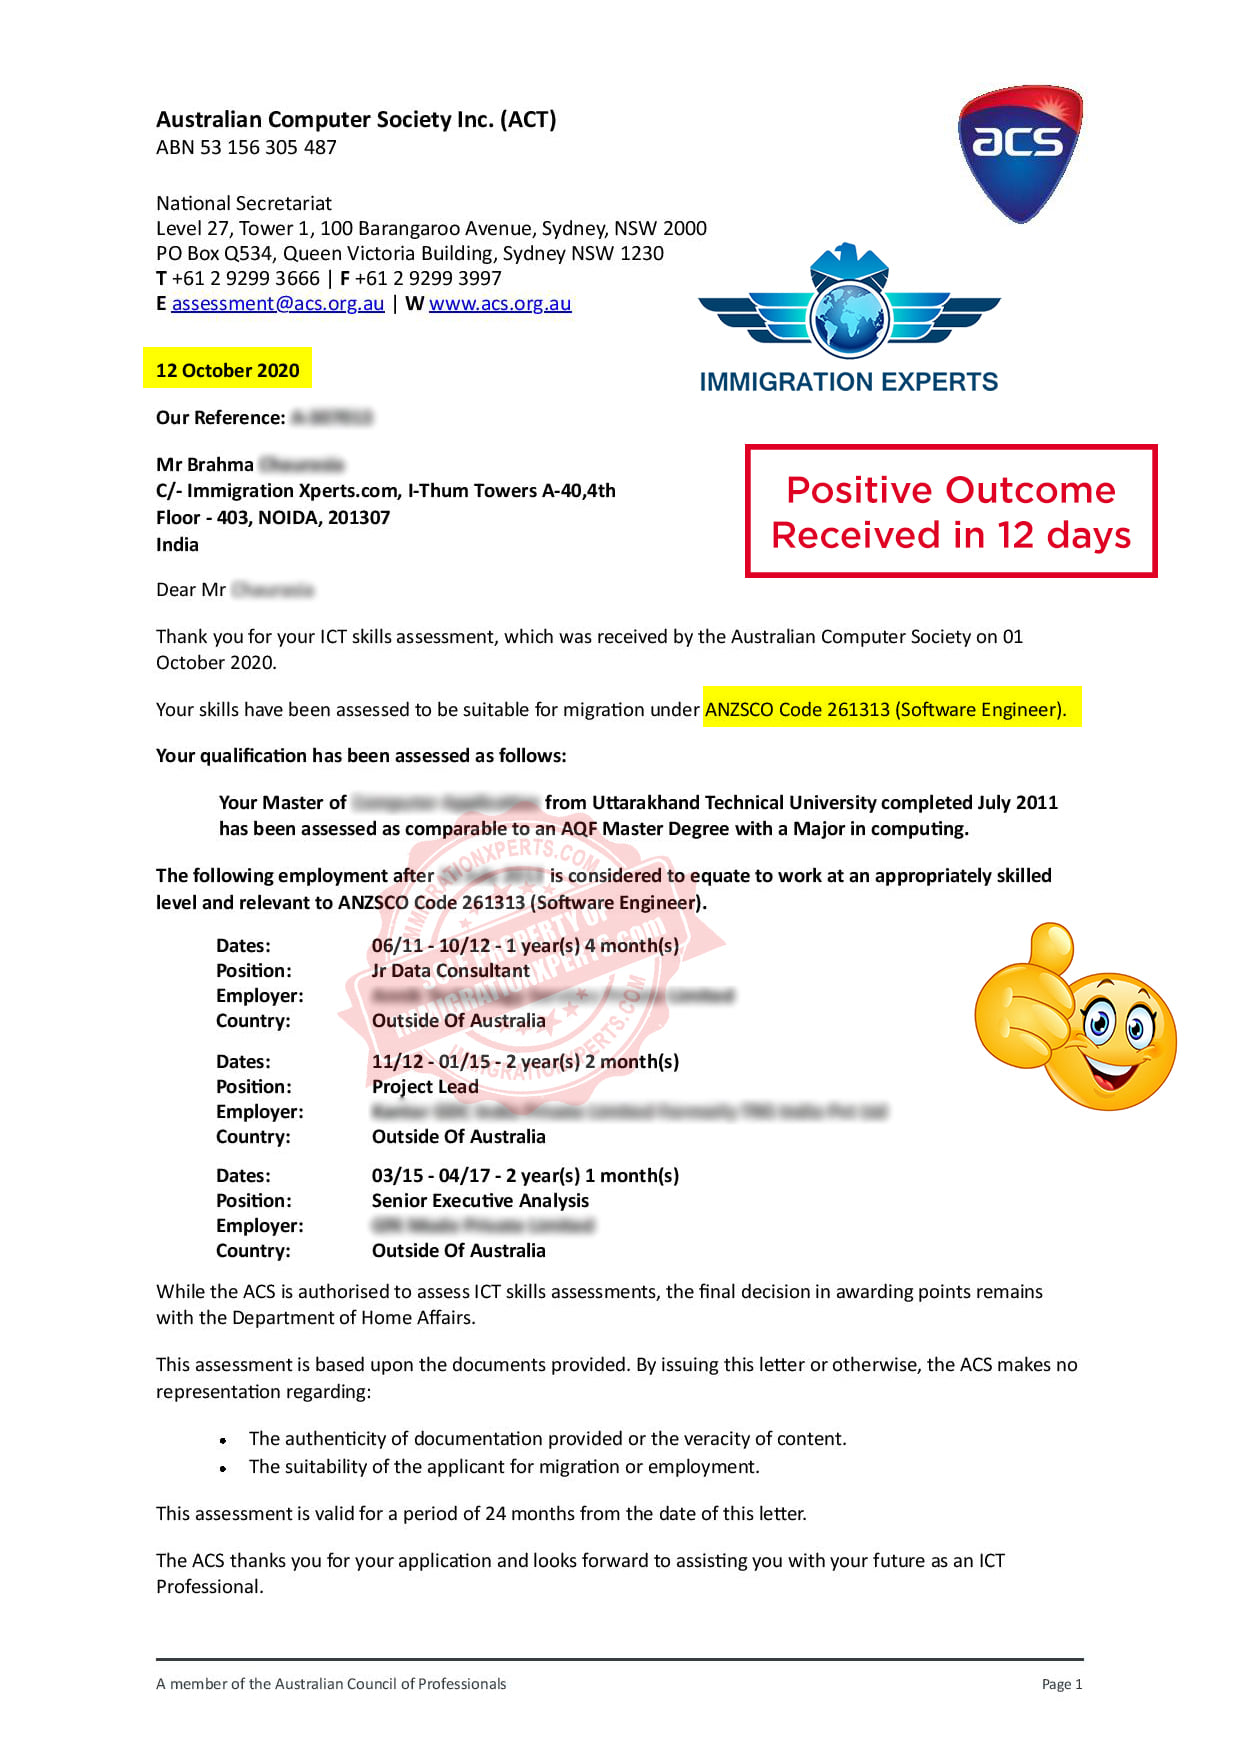 Australian Computer Society Inc. (ACT)
ABN 53 156 305 487
acs
National Secretariat
Level 27, Tower 1, 100 Barangaroo Avenue, Sydney, NSW 2000
PO Box Q534, Queen Victoria Building, Sydney NSW 1230
T +61 2 9299 3666 | F +61 2 9299 3997
E assessment@acs.org.au | W www.acs.org.au
IMMIGRATION EXPERTS
12 October 2020
Our Reference:
Mr Brahma
C/- Immigration Xperts.com, I-Thum Towers A-40,4th
Floor - 403, NOIDA, 201307
India
Positive Outcome
Received in 12 days
Dear Mr
Thank you for your ICT skills assessment, which was received by the Australian Computer Society on 01
October 2020.
Your skills have been assessed to be suitable for migration under ANZSCO Code 261313 (Software Engineer).
Your qualification has been assessed as follows:
Your Master of from Uttarakhand Technical University completed July 2011
has been assessed as comparable to an AQF Master Degree with a Major in computing.
The following employment after is considered to equate to work at an appropriately skilled
level and relevant to ANZSCO Code 261313 (Software Engineer).
IMMIGRATIONXPERTS.COM
SOLE PROPERTY OF
IMMIGRATIONXPERTS.com
IMMIGRATIONXPERTS.COM
Dates: 06/11 - 10/12 - 1 year(s) 4 month(s)
Position: Jr Data Consultant
Employer: Limited
Country: Outside Of Australia
Dates: 11/12 - 01/15 - 2 year(s) 2 month(s)
Position: Project Lead
Employer:
Country: Outside Of Australia
Dates: 03/15 - 04/17 - 2 year(s) 1 month(s)
Position: Senior Executive Analysis
Employer:
Country: Outside Of Australia
While the ACS is authorised to assess ICT skills assessments, the final decision in awarding points remains
with the Department of Home Affairs.
This assessment is based upon the documents provided. By issuing this letter or otherwise, the ACS makes no
representation regarding:
• The authenticity of documentation provided or the veracity of content.
• The suitability of the applicant for migration or employment.
This assessment is valid for a period of 24 months from the date of this letter.
The ACS thanks you for your application and looks forward to assisting you with your future as an ICT
Professional.
A member of the Australian Council of Professionals Page 1